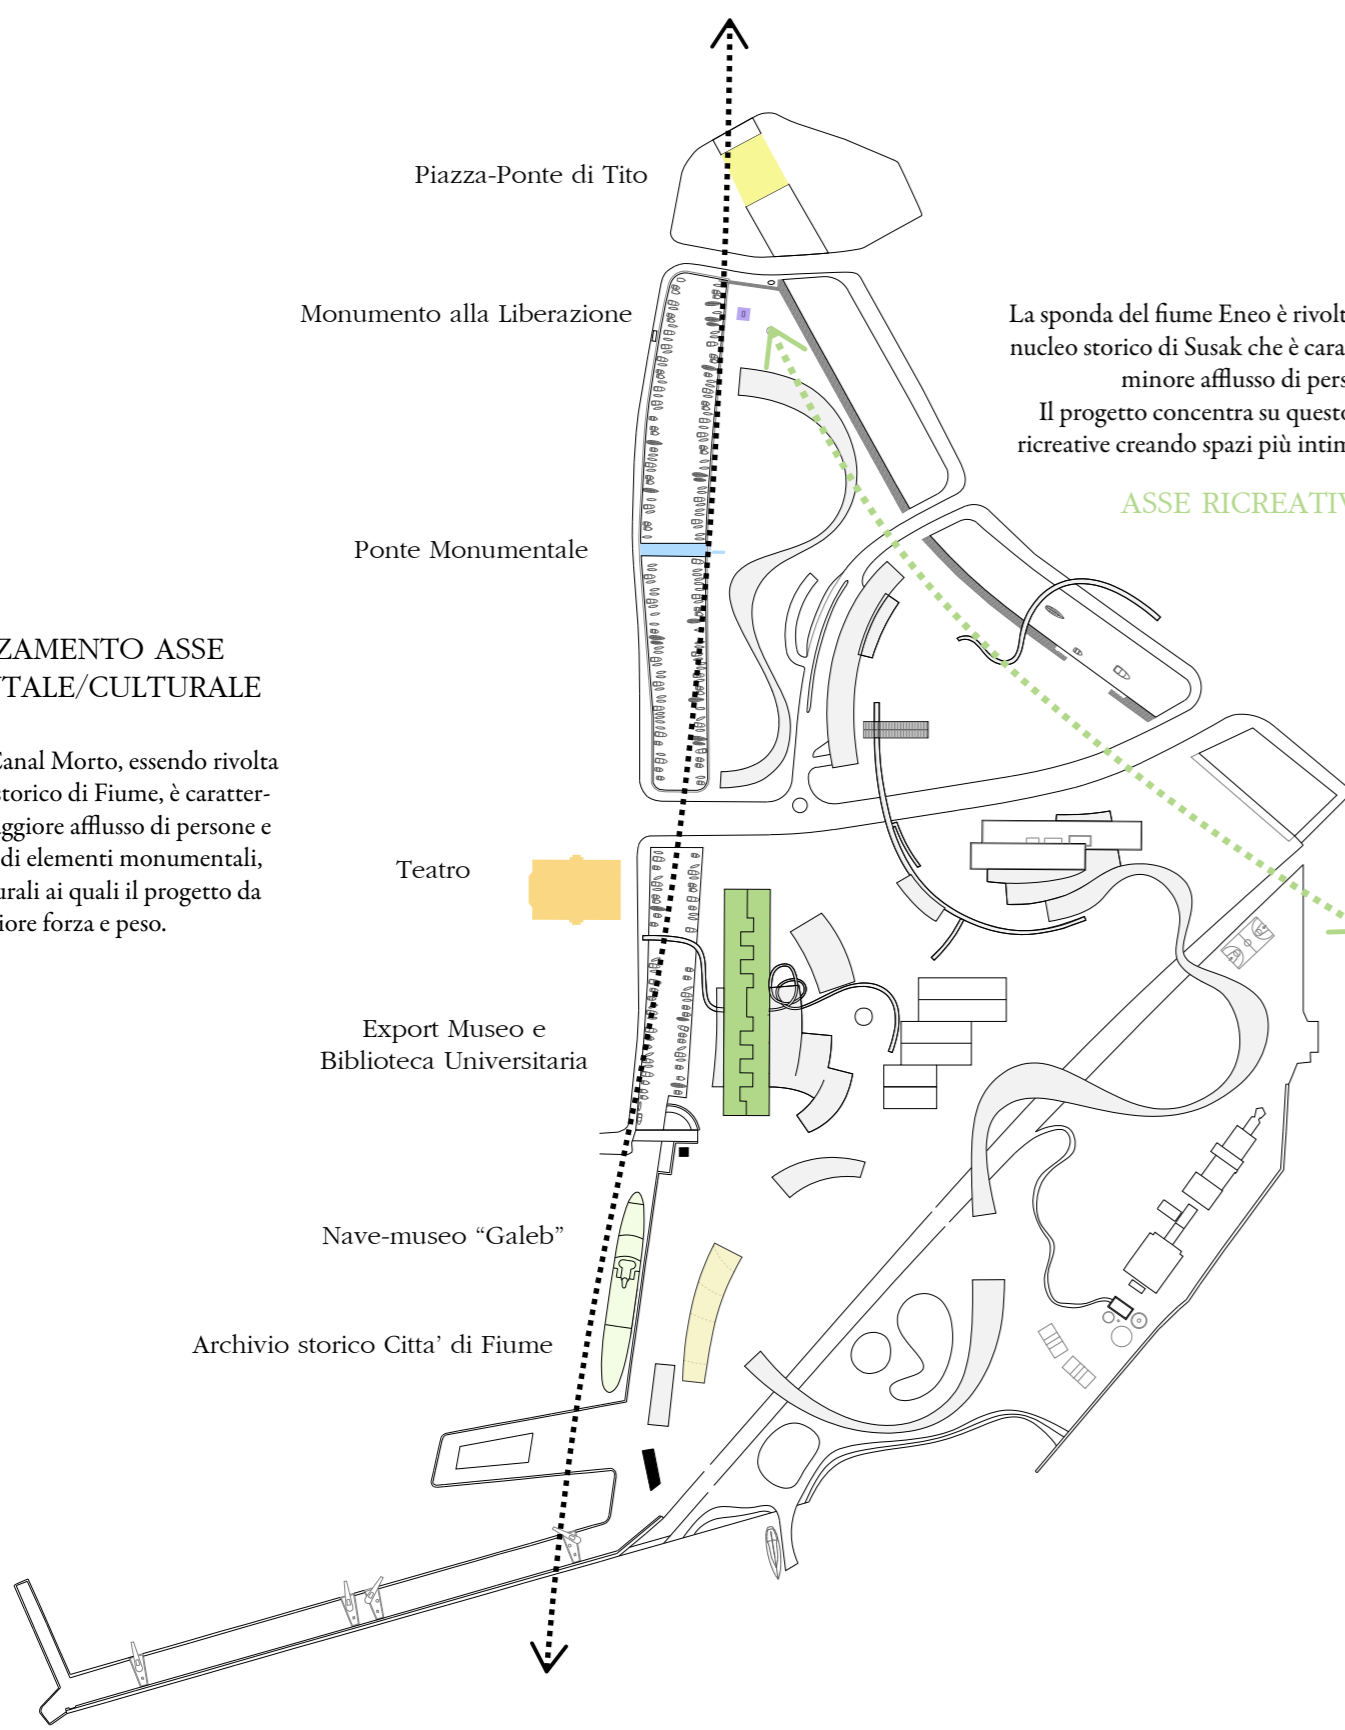 Piazza-Ponte di Tito
Monumento alla Liberazione
La sponda del fiume Eneo è rivolt
nucleo storico di Susak che è cara
minore afflusso di pers
Il progetto concentra su questo
ricreative creando spazi più intim
ASSE RICREATIV
Ponte Monumentale
ZAMENTO ASSE
TALE/CULTURALE
Canal Morto, essendo rivolta
storico di Fiume, è caratter-
ggiore afflusso di persone e
di elementi monumentali,
urali ai quali il progetto da
iore forza e peso.
Teatro
Export Museo e
Biblioteca Universitaria
Nave-museo “Galeb”
Archivio storico Citta’ di Fiume